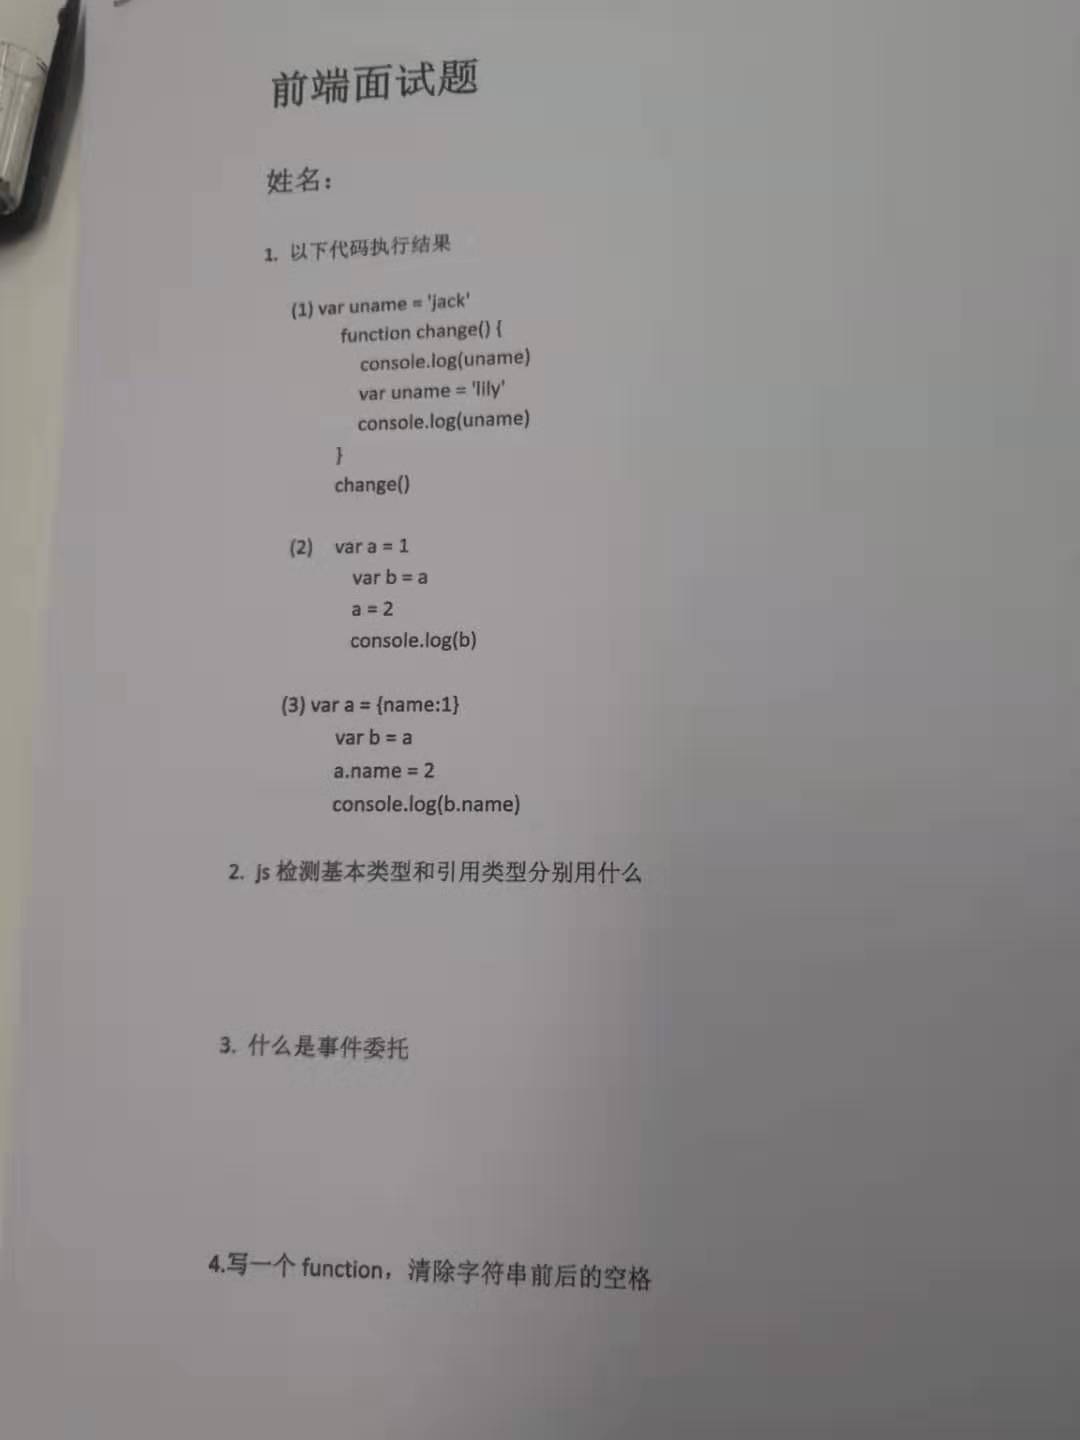 前端面试题
姓名：
1. 以下代码执行结果
(1) var uname = 'jack'
function change() {
console.log(uname)
var uname = 'lily'
console.log(uname)
}
change()
(2) var a = 1
var b = a
a = 2
console.log(b)
(3) var a = {name:1}
var b = a
a.name = 2
console.log(b.name)
2. js 检测基本类型和引用类型分别用什么
3. 什么是事件委托
4.写一个 function，清除字符串前后的空格